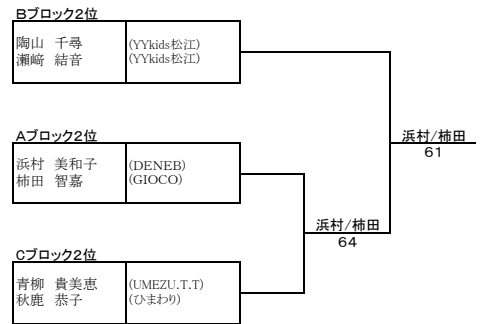 Bブロック2位
陶山 千尋 (YYkids松江)
瀬﨑 結音 (YYkids松江)
Aブロック2位
浜村 美和子 (DENEB)
柿田 智嘉 (GIOCO)
浜村/柿田
61
浜村/柿田
64
Cブロック2位
青柳 貴美恵 (UMEZU.T.T)
秋鹿 恭子 (ひまわり)